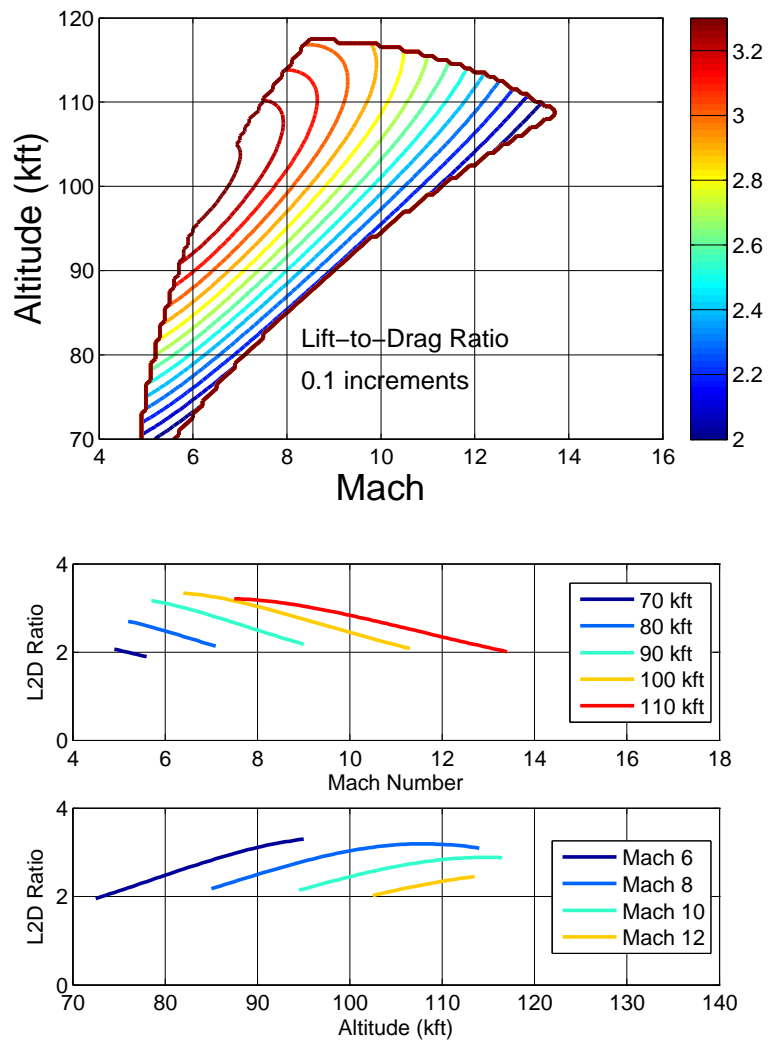 120
110
100
90
80
70
Altitude (kft)
4 6 8 10 12 14 16
Mach
Lift−to−Drag Ratio
0.1 increments
3.2
3
2.8
2.6
2.4
2.2
2
4
2
0
L2D Ratio
4 6 8 10 12 14 16 18
Mach Number
70 kft
80 kft
90 kft
100 kft
110 kft
4
2
0
L2D Ratio
70 80 90 100 110 120 130 140
Altitude (kft)
Mach 6
Mach 8
Mach 10
Mach 12